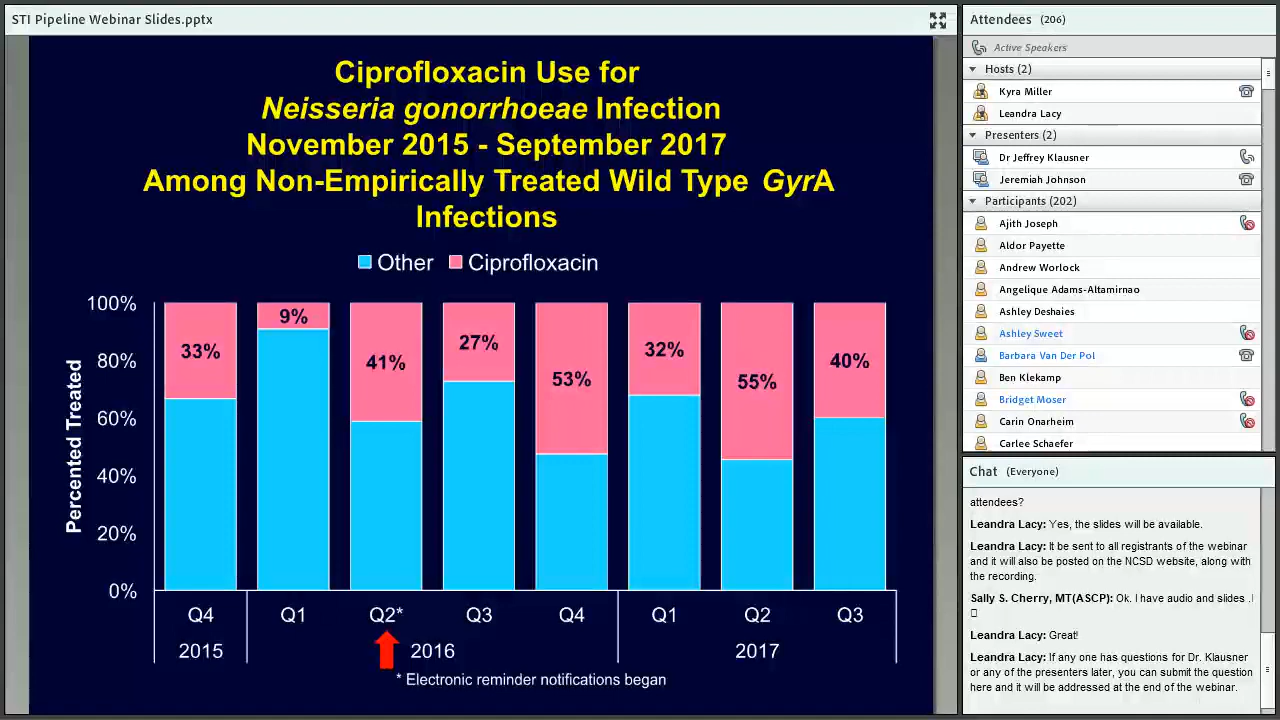 STI Pipeline Webinar Slides.pptx
Ciprofloxacin Use for
Neisseria gonorrhoeae Infection
November 2015 - September 2017
Among Non-Empirically Treated Wild Type GyrA
Infections
Other Ciprofloxacin
Percented Treated
100%
80%
60%
40%
20%
0%
33%
9%
41%
27%
53%
32%
55%
40%
Q4 Q1 Q2* Q3 Q4 Q1 Q2 Q3
2015 2016 2017
* Electronic reminder notifications began
Attendees (206)
Active Speakers
Hosts (2)
Kyra Miller
Leandra Lacy
Presenters (2)
Dr Jeffrey Klausner
Jeremiah Johnson
Participants (202)
Ajith Joseph
Aldor Payette
Andrew Worlock
Angelique Adams-Altamirnao
Ashley Deshaies
Ashley Sweet
Barbara Van Der Pol
Ben Klekamp
Bridget Moser
Carin Onarheim
Carlee Schaefer
Chat (Everyone)
attendees?
Leandra Lacy: Yes, the slides will be available.
Leandra Lacy: It be sent to all registrants of the webinar
and it will also be posted on the NCSD website, along with
the recording.
Sally S. Cherry, MT(ASCP): Ok. I have audio and slides .
Leandra Lacy: Great!
Leandra Lacy: If any one has questions for Dr. Klausner
or any of the presenters later, you can submit the question
here and it will be addressed at the end of the webinar.